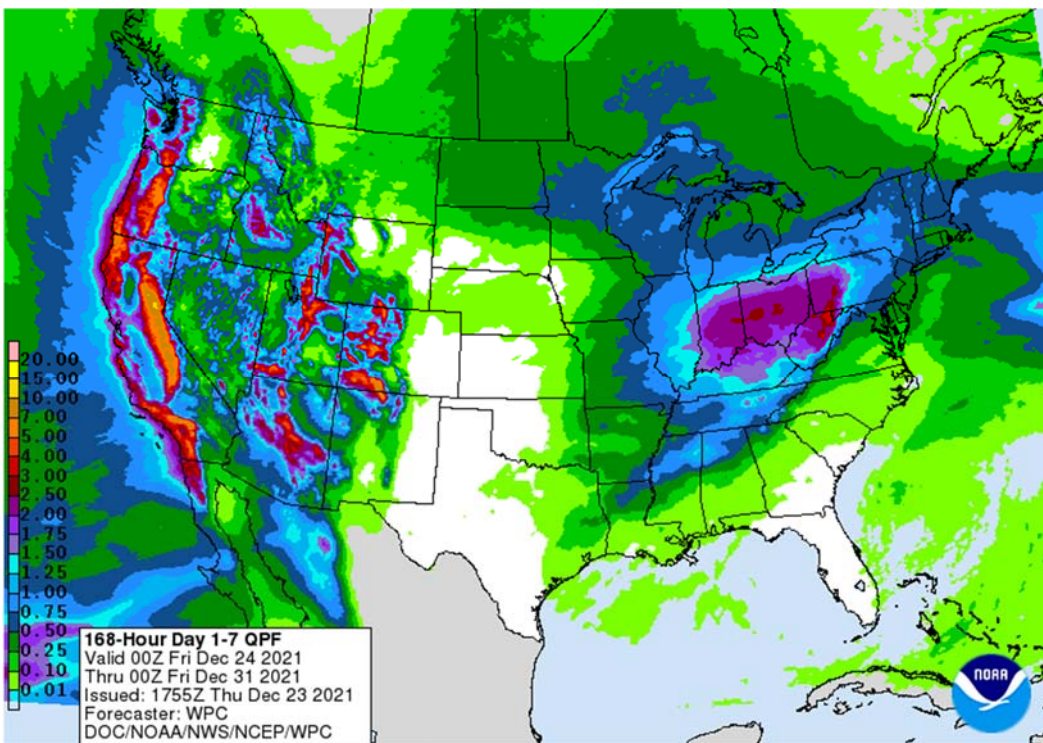 20.00
15.00
10.00
7.00
5.00
4.00
3.00
2.50
2.00
1.75
1.50
1.25
1.00
0.75
0.50
0.25
0.10
0.01
168-Hour Day 1-7 QPF
Valid 00Z Fri Dec 24 2021
Thru 00Z Fri Dec 31 2021
Issued: 1755Z Thu Dec 23 2021
Forecaster: WPC
DOC/NOAA/NWS/NCEP/WPC
NOAA